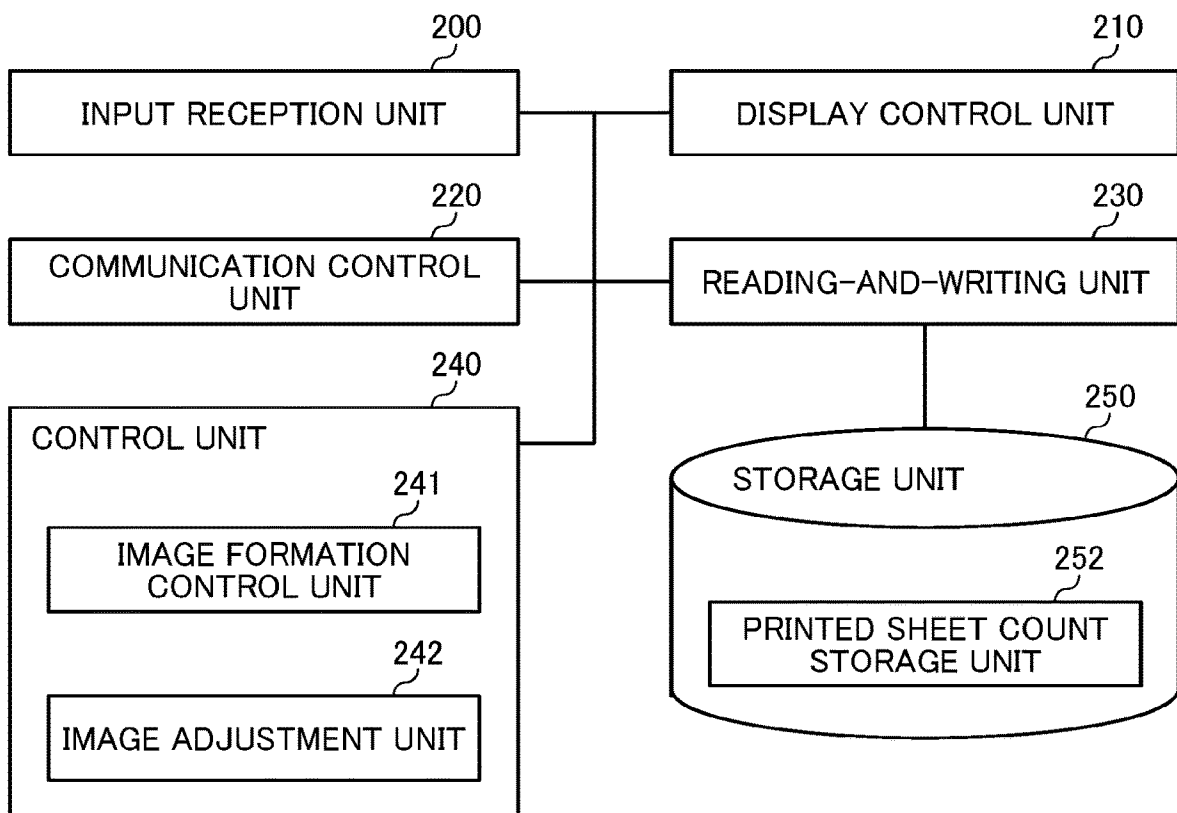 200
INPUT RECEPTION UNIT
210
DISPLAY CONTROL UNIT
220
COMMUNICATION CONTROL
UNIT
230
READING-AND-WRITING UNIT
240
CONTROL UNIT
241
IMAGE FORMATION
CONTROL UNIT
242
IMAGE ADJUSTMENT UNIT
250
STORAGE UNIT
252
PRINTED SHEET COUNT
STORAGE UNIT